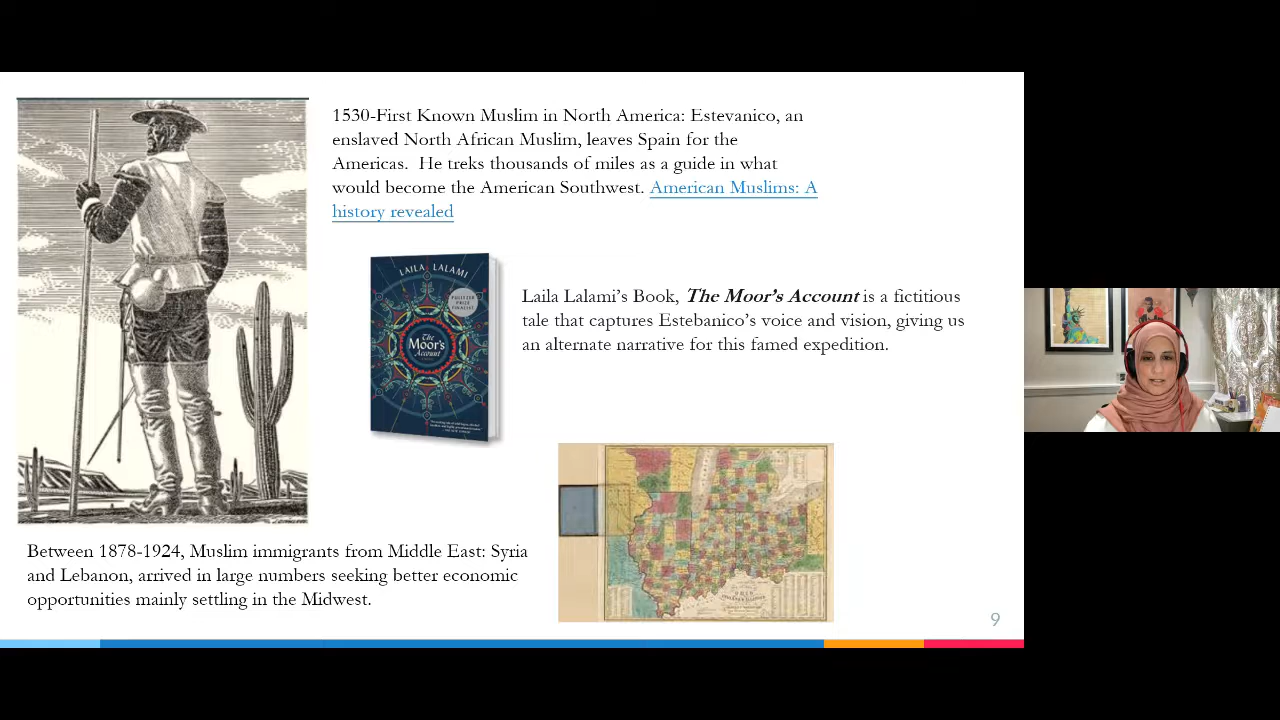 1530-First Known Muslim in North America: Estevanico, an
enslaved North African Muslim, leaves Spain for the
Americas.  He treks thousands of miles as a guide in what
would become the American Southwest. American Muslims: A
history revealed
LAILA LALAMI
PULITZER
PRIZE
FINALIST
The
Moor's
Account
Laila Lalami's Book, The Moor's Account is a fictitious
tale that captures Estebanico's voice and vision, giving us
an alternate narrative for this famed expedition.
OHIO
Between 1878-1924, Muslim immigrants from Middle East: Syria
and Lebanon, arrived in large numbers seeking better economic
opportunities mainly settling in the Midwest.
9